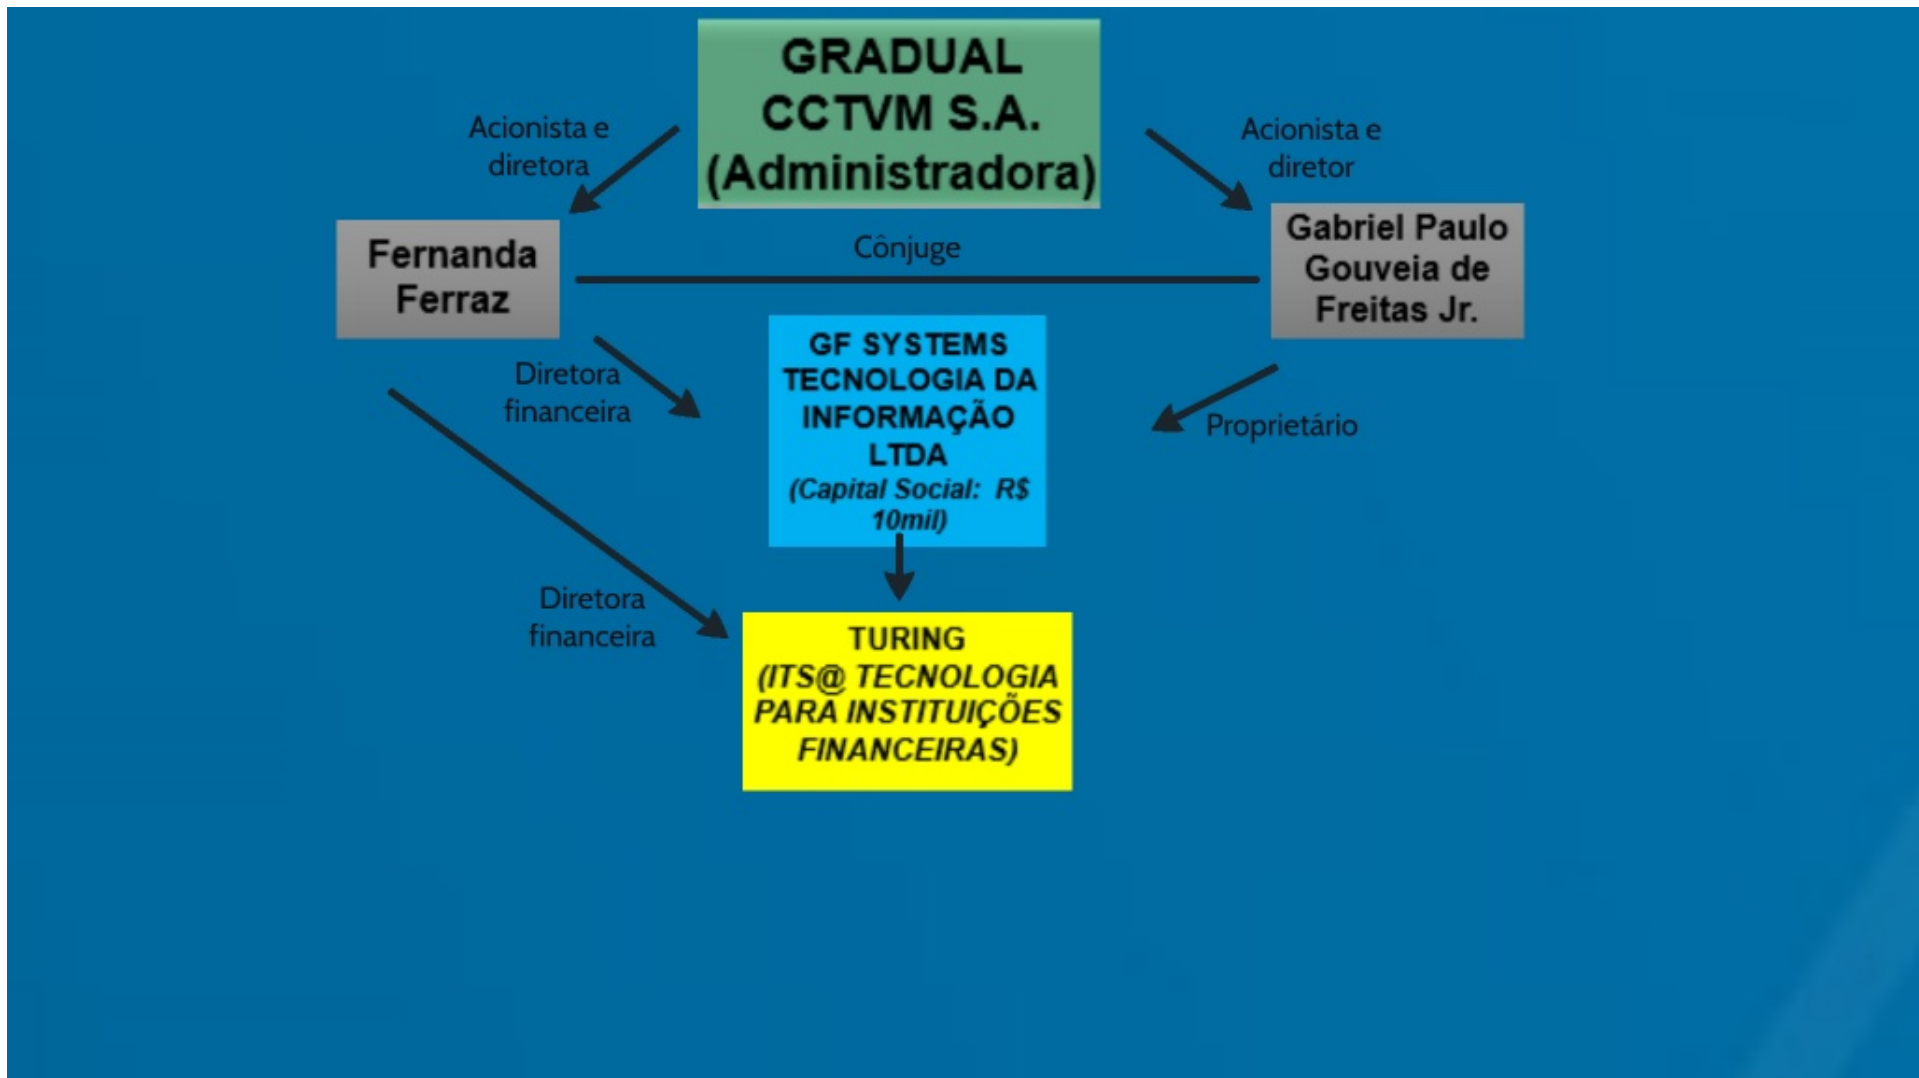 GRADUAL
CCTVM S.A.
(Administradora)
Acionista e
diretora
Acionista e
diretor
Fernanda
Ferraz
Cônjuge
Gabriel Paulo
Gouveia de
Freitas Jr.
Diretora
financeira
GF SYSTEMS
TECNOLOGIA DA
INFORMAÇÃO
LTDA
(Capital Social: R$
10mil)
Proprietário
Diretora
financeira
TURING
(ITS@ TECNOLOGIA
PARA INSTITUIÇÕES
FINANCEIRAS)